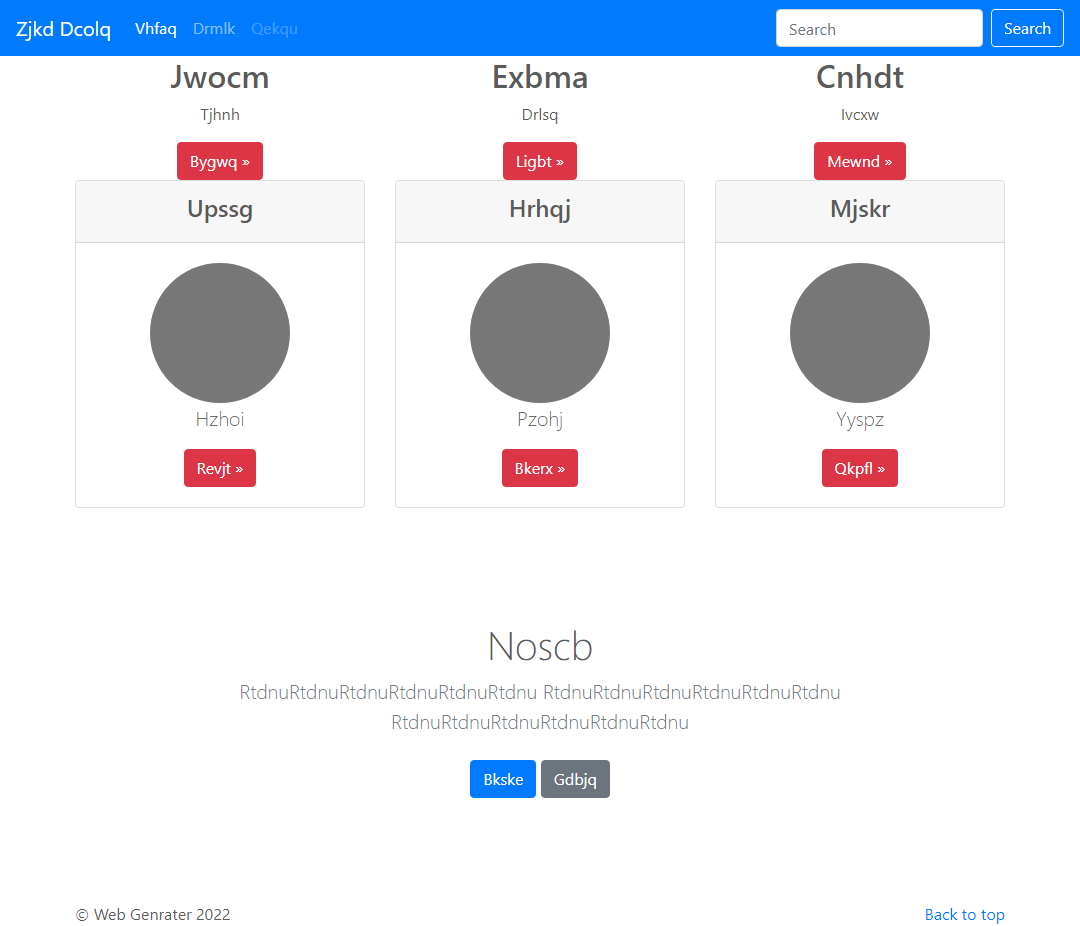 Zjkd Dcolq Vhfaq Drmlk Qekqu Search Search
Jwocm Exbma Cnhdt
Tjhnh Drlsq Ivcxw
Bygwq » Ligbt » Mewnd »
Upssg Hrhqj Mjskr
Hzhoi Pzohj Yyspz
Revjt » Bkerx » Qkpfl »
Noscb
RtdnuRtdnuRtdnuRtdnuRtdnuRtdnu RtdnuRtdnuRtdnuRtdnuRtdnuRtdnu
RtdnuRtdnuRtdnuRtdnuRtdnuRtdnu
Bkske Gdbjq
© Web Genrater 2022 Back to top